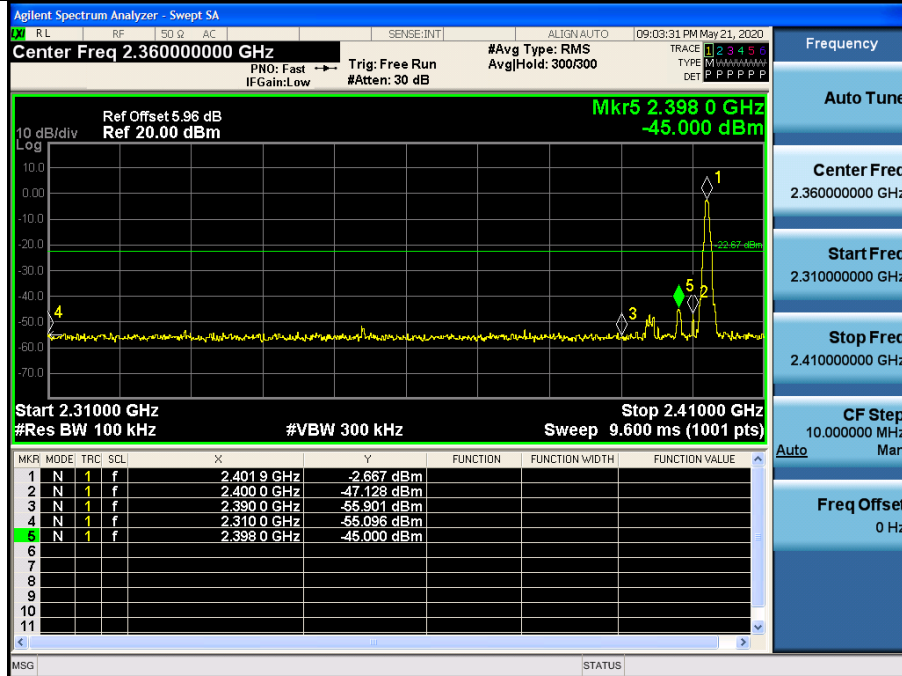 Agilent Spectrum Analyzer - Swept SA
LXI RL RF 50 Ω AC SENSE:INT ALIGN AUTO 09:03:31 PM May 21, 2020
Center Freq 2.360000000 GHz
PNO: Fast
IFGain:Low
Trig: Free Run
#Atten: 30 dB
#Avg Type: RMS
Avg|Hold: 300/300
TRACE 1 2 3 4 5 6
TYPE M W W W W W
DET P P P P P P
Mkr5 2.398 0 GHz
-45.000 dBm
Ref Offset 5.96 dB
10 dB/div Ref 20.00 dBm
Log
10.0
0.00
-10.0
-20.0
-30.0
-40.0
-50.0
-60.0
-70.0
1
-22.67 dBm
5
2
4
3
Start 2.31000 GHz Stop 2.41000 GHz
#Res BW 100 kHz #VBW 300 kHz Sweep 9.600 ms (1001 pts)
MKR MODE TRC SCL X Y FUNCTION FUNCTION WIDTH FUNCTION VALUE
1 N 1 f 2.401 9 GHz -2.667 dBm
2 N 1 f 2.400 0 GHz -47.128 dBm
3 N 1 f 2.390 0 GHz -55.901 dBm
4 N 1 f 2.310 0 GHz -55.096 dBm
5 N 1 f 2.398 0 GHz -45.000 dBm
6
7
8
9
10
11
MSG STATUS
Frequency
Auto Tune
Center Freq
2.360000000 GHz
Start Freq
2.310000000 GHz
Stop Freq
2.410000000 GHz
CF Step
10.000000 MHz
Auto Man
Freq Offset
0 Hz